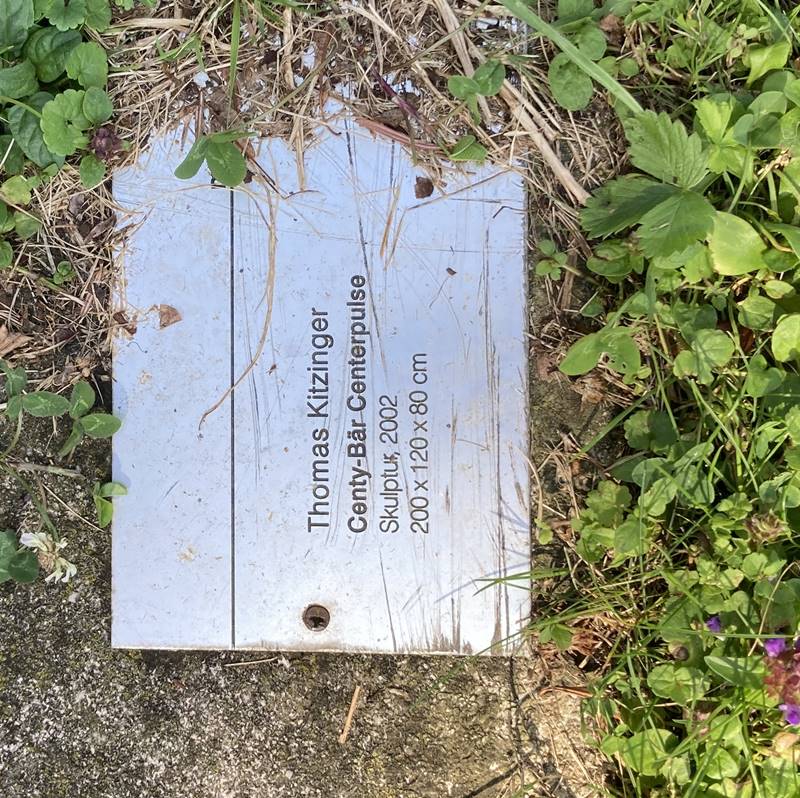 Thomas Kitzinger
Centy-Bär Centerpulse
Skulptur, 2002
200 x 120 x 80 cm